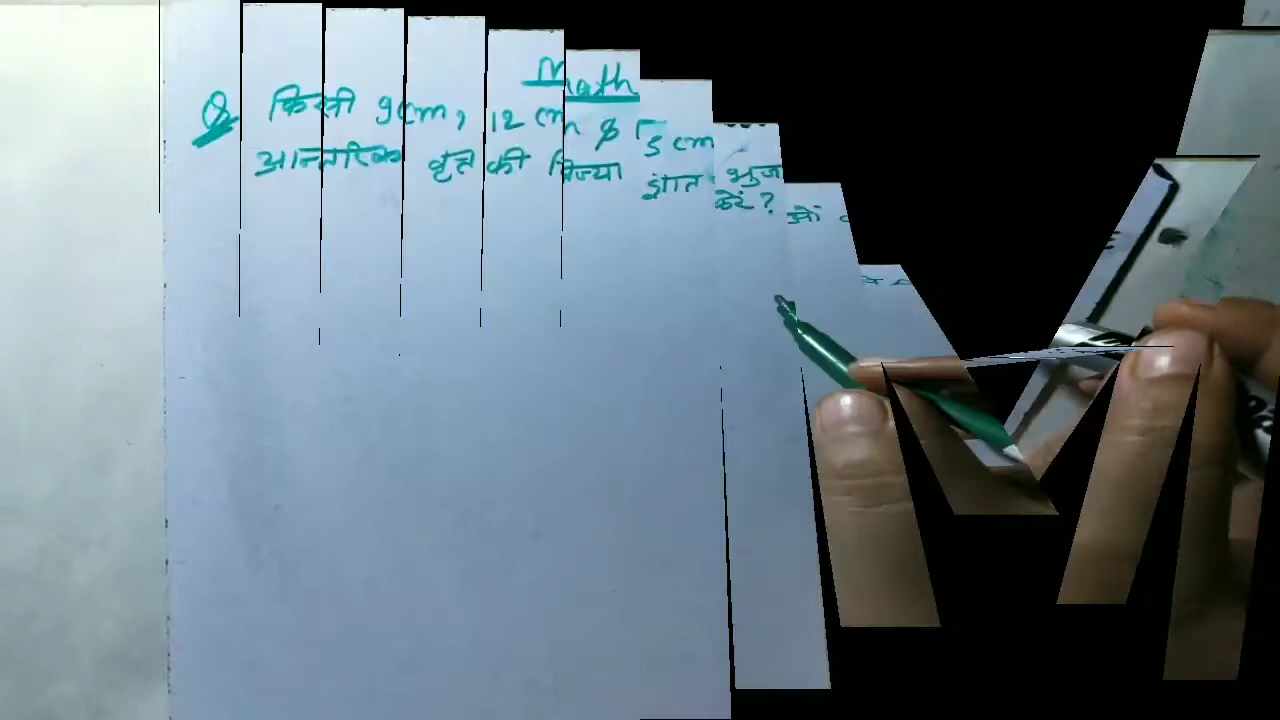 Math
Q किसी 9cm, 12 cm & 15 cm भुजाओं
आन्तरिक वृत्त की त्रिज्या ज्ञात करें?